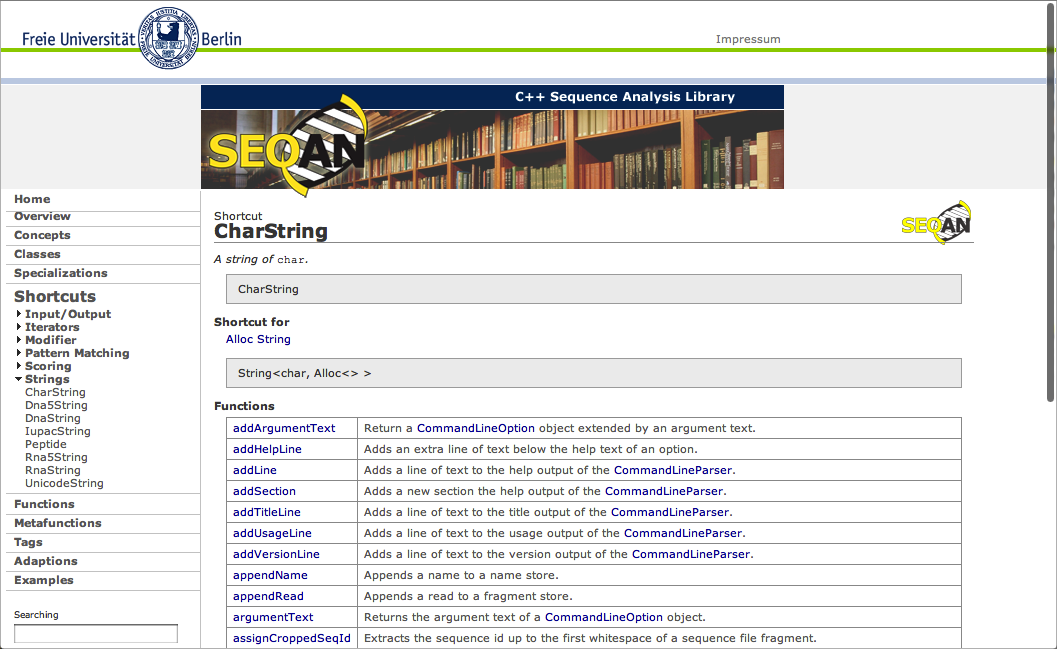 Freie Universität Berlin
Impressum
C++ Sequence Analysis Library
SEQAN
Home
Overview
Concepts
Classes
Specializations
Shortcuts
Input/Output
Iterators
Modifier
Pattern Matching
Scoring
Strings
CharString
Dna5String
DnaString
IupacString
Peptide
Rna5String
RnaString
UnicodeString
Functions
Metafunctions
Tags
Adaptions
Examples
Searching
Shortcut
CharString
SEQAN
A string of char.
CharString
Shortcut for
Alloc String
String<char, Alloc<> >
Functions
addArgumentText Return a CommandLineOption object extended by an argument text.
addHelpLine Adds an extra line of text below the help text of an option.
addLine Adds a line of text to the help output of the CommandLineParser.
addSection Adds a new section the help output of the CommandLineParser.
addTitleLine Adds a line of text to the title output of the CommandLineParser.
addUsageLine Adds a line of text to the usage output of the CommandLineParser.
addVersionLine Adds a line of text to the version output of the CommandLineParser.
appendName Appends a name to a name store.
appendRead Appends a read to a fragment store.
argumentText Returns the argument text of a CommandLineOption object.
assignCroppedSeqId Extracts the sequence id up to the first whitespace of a sequence file fragment.